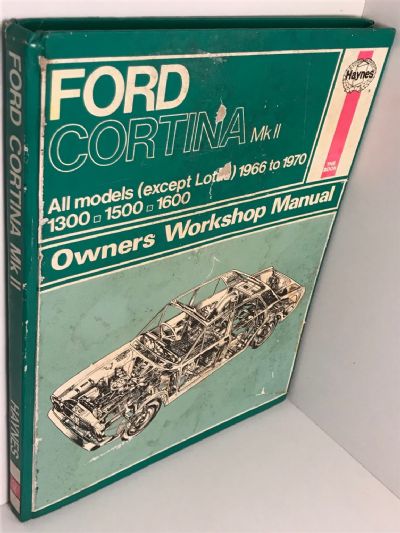 FORD
CORTINA Mk II
All models (except Lotus) 1966 to 1970
1300 ▫ 1500 ▫ 1600
Owners Workshop Manual
Haynes
FORD CORTINA Mk II
HAYNES